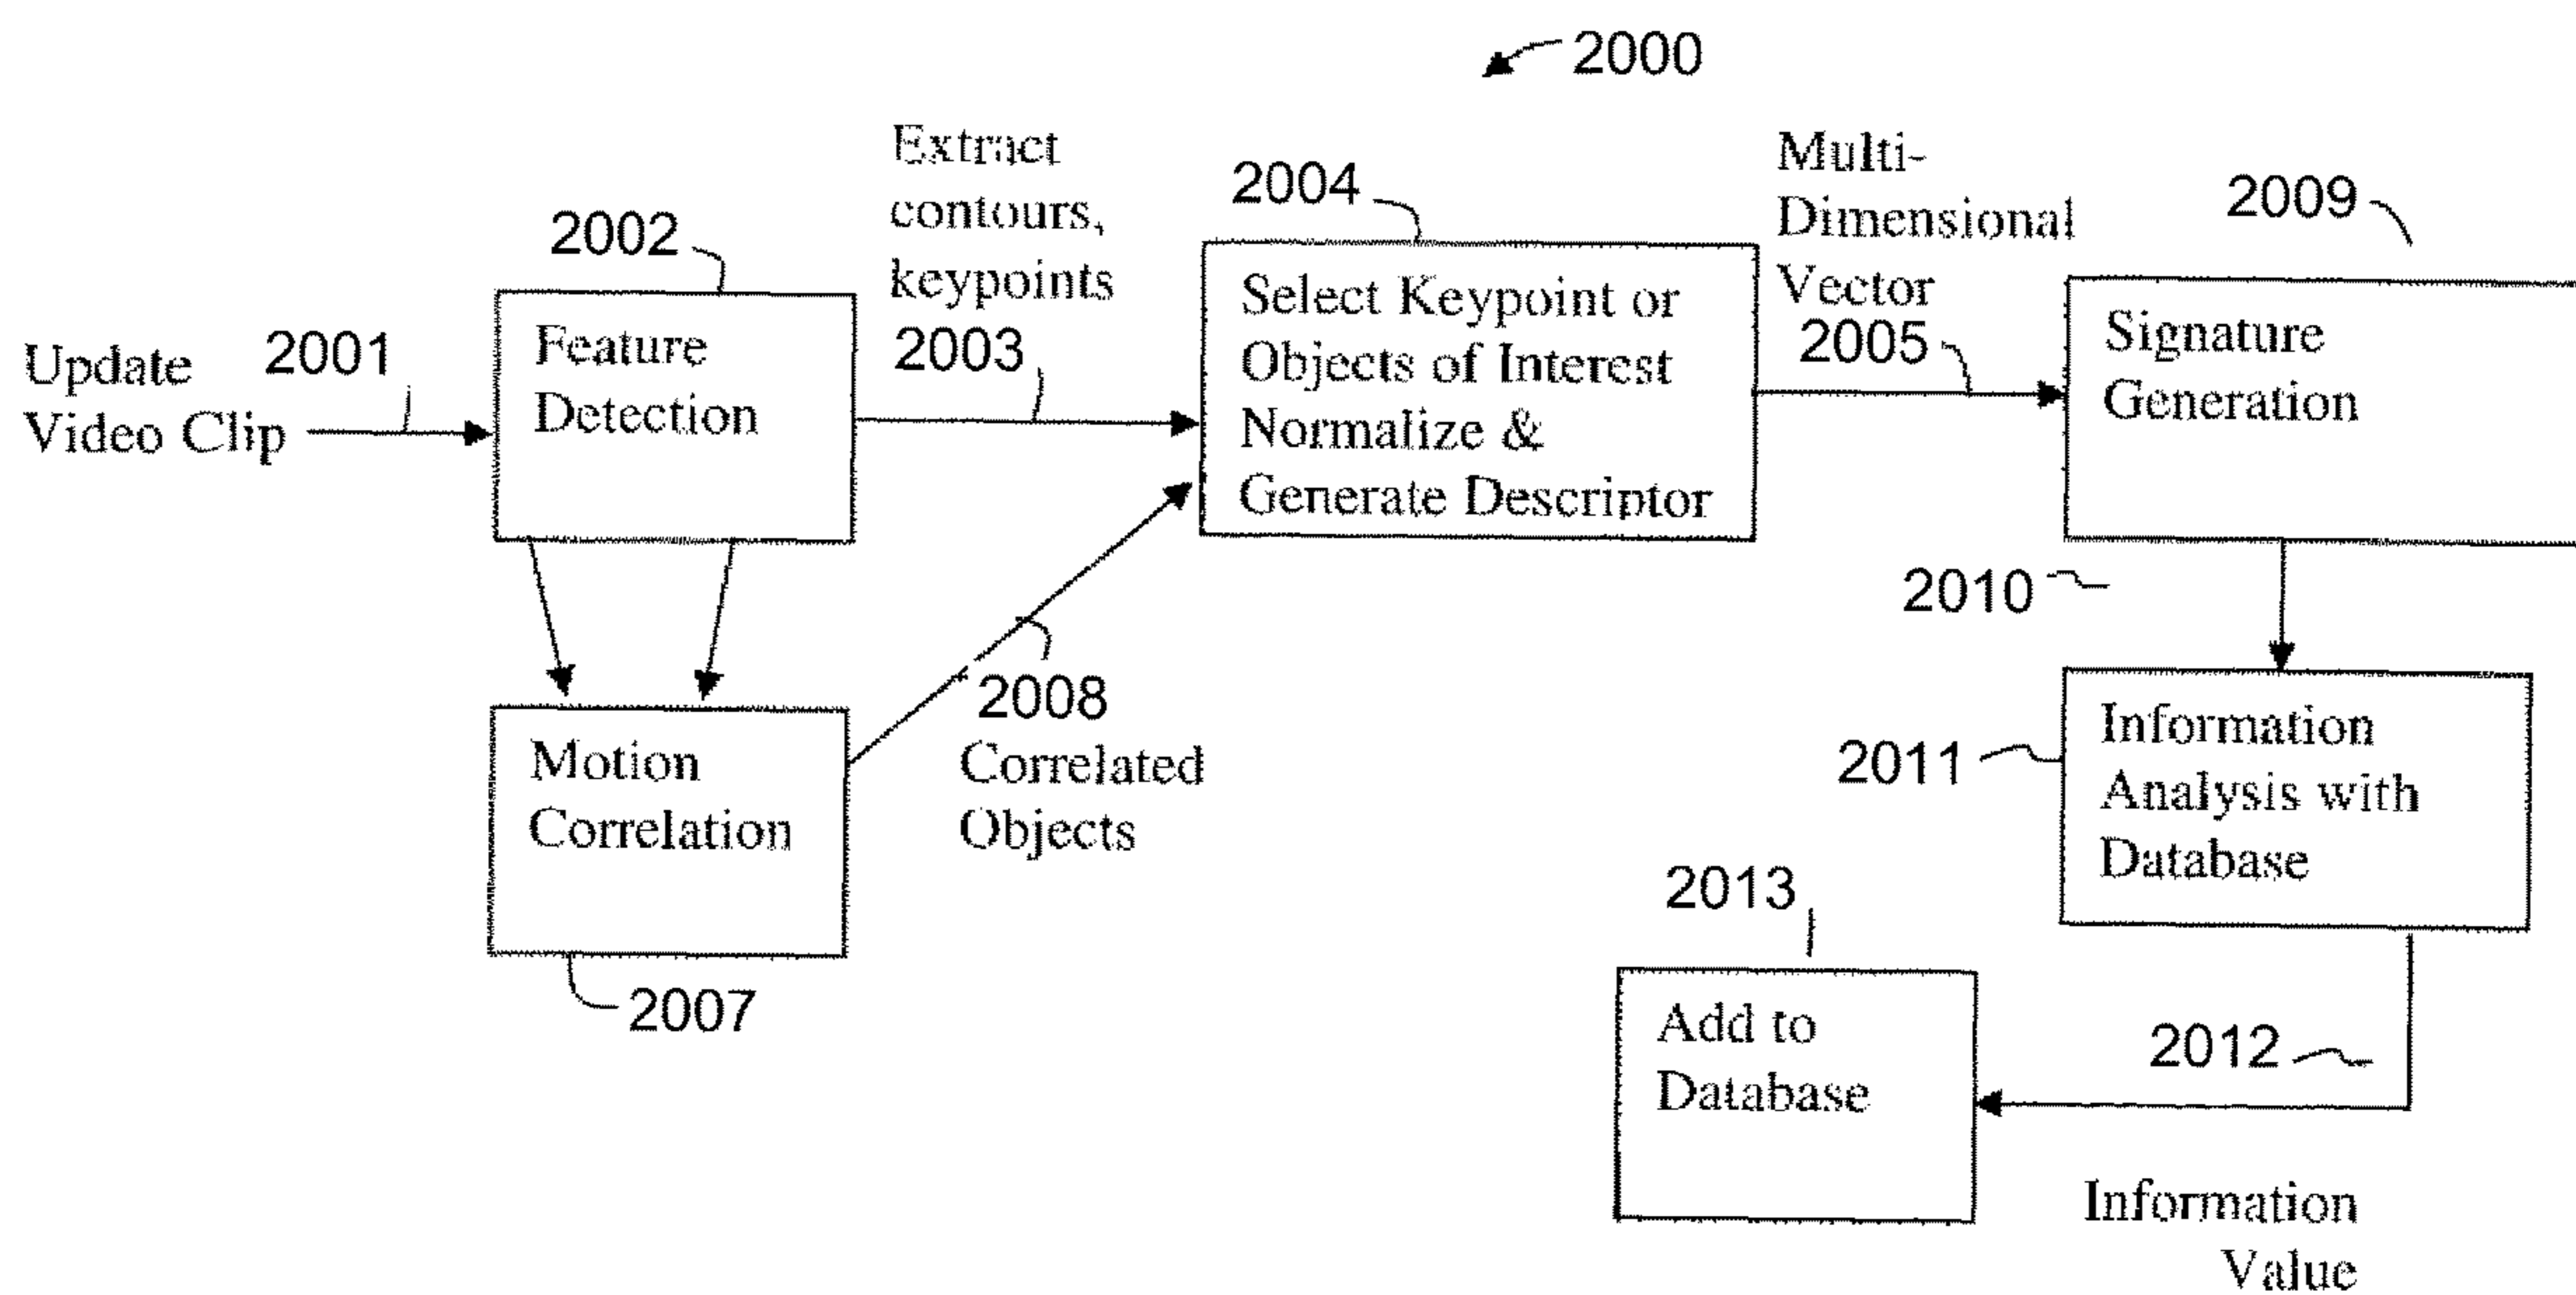 2000
Update
Video Clip
2001
2002
Feature
Detection
Extract
contours,
keypoints
2003
2004
Select Keypoint or
Objects of Interest
Normalize &
Generate Descriptor
Multi-
Dimensional
Vector
2005
2009
Signature
Generation
Motion
Correlation
2007
2008
Correlated
Objects
2010
2011
Information
Analysis with
Database
2012
Information
Value
2013
Add to
Database